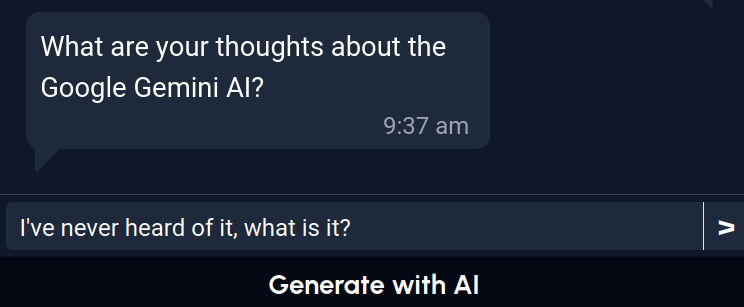 What are your thoughts about the
Google Gemini AI?
9:37 am
I've never heard of it, what is it?
>
Generate with AI